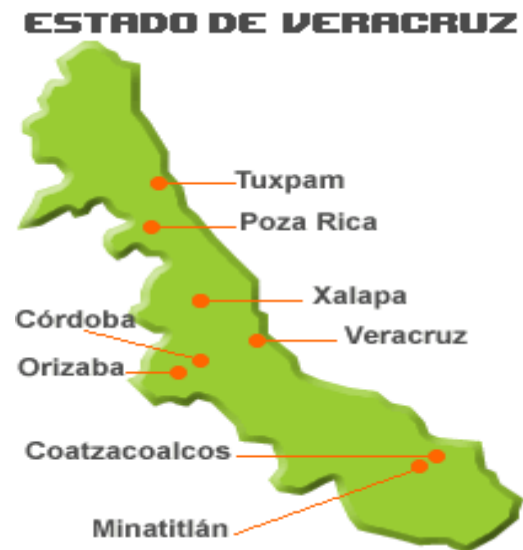 ESTADO DE VERACRUZ
Tuxpam
Poza Rica
Xalapa
Córdoba
Veracruz
Orizaba
Coatzacoalcos
Minatitlán